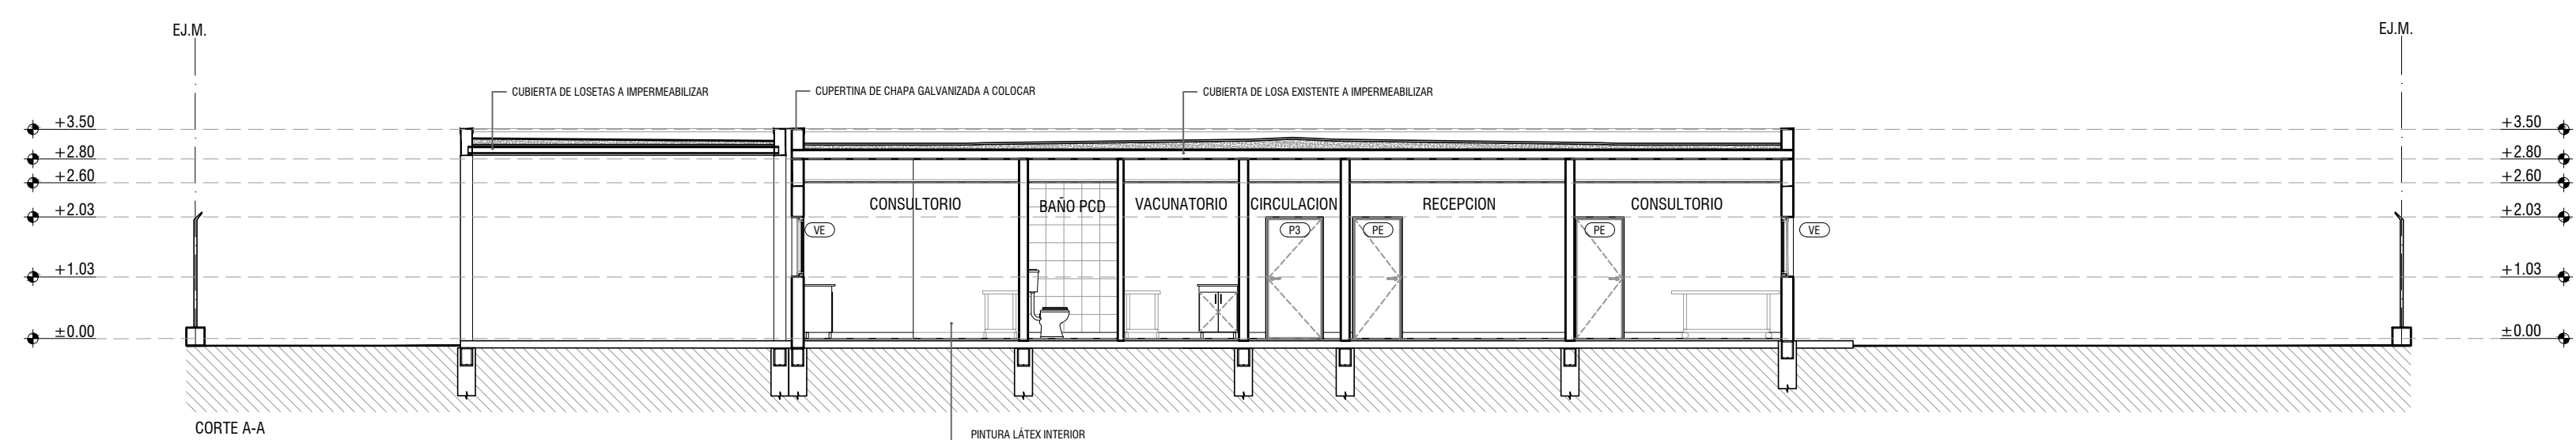 EJ.M.
EJ.M.
CUBIERTA DE LOSETAS A IMPERMEABILIZAR
CUPERTINA DE CHAPA GALVANIZADA A COLOCAR
CUBIERTA DE LOSA EXISTENTE A IMPERMEABILIZAR
+3.50
+3.50
+2.80
+2.80
+2.60
+2.60
CONSULTORIO
BAÑO PCD
VACUNATORIO
CIRCULACION
RECEPCION
CONSULTORIO
+2.03
+2.03
VE
P3
PE
PE
VE
+1.03
+1.03
±0.00
±0.00
CORTE A-A
PINTURA LÁTEX INTERIOR